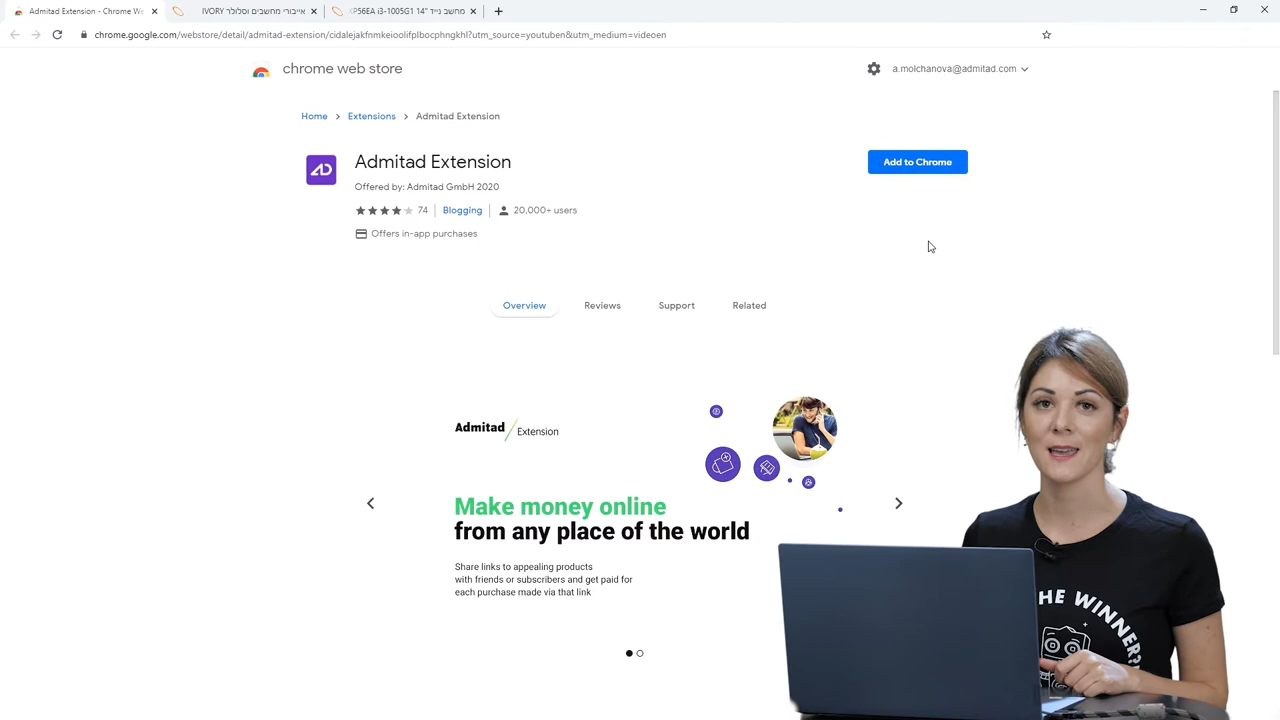 Admitad Extension - Chrome We
אייבורי מחשבים וסלולר IVORY
מחשב נייד "14 XP56EA i3-1005G1
chrome.google.com/webstore/detail/admitad-extension/cidalejakfnmkeioolifplbocphngkhl?utm_source=youtuben&utm_medium=videoen
chrome web store
a.molchanova@admitad.com
Home > Extensions > Admitad Extension
Admitad Extension
Add to Chrome
Offered by: Admitad GmbH 2020
74 Blogging 20,000+ users
Offers in-app purchases
Overview Reviews Support Related
Admitad / Extension
Make money online
from any place of the world
Share links to appealing products
with friends or subscribers and get paid for
each purchase made via that link
HE WINNER?